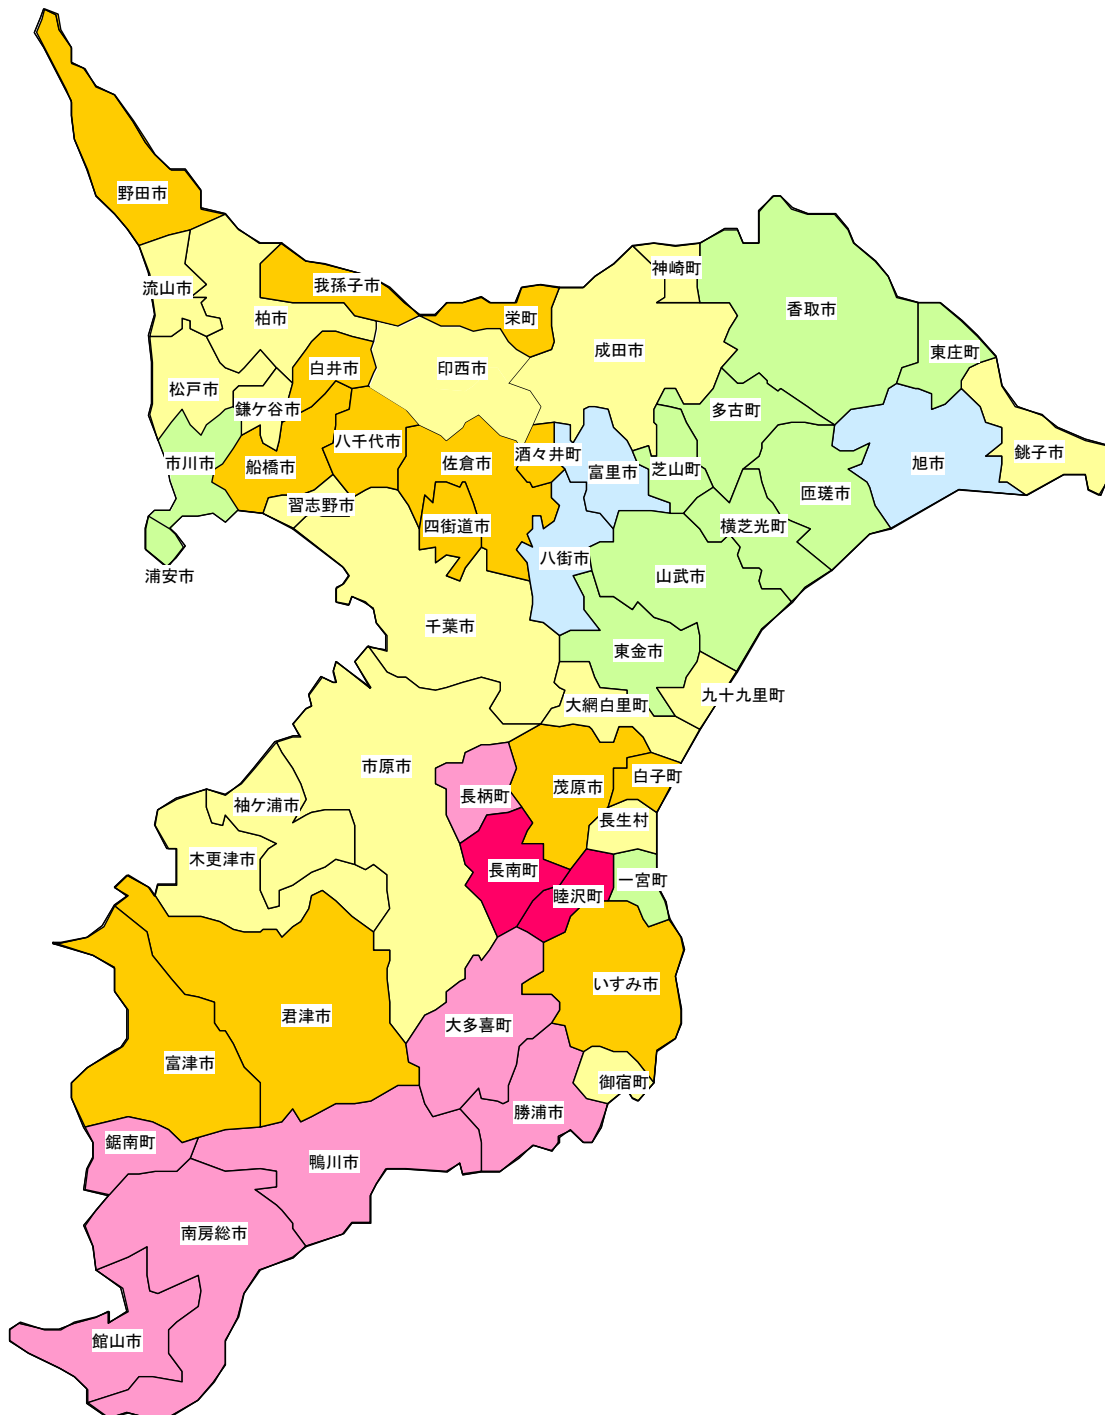 野田市
神崎町
流山市
我孫子市
香取市
柏市
栄町
成田市
東庄町
白井市
印西市
松戸市
鎌ケ谷市
多古町
八千代市
酒々井町
銚子市
市川市
船橋市
佐倉市
富里市
芝山町
旭市
匝瑳市
習志野市
四街道市
横芝光町
八街市
浦安市
山武市
千葉市
東金市
九十九里町
大網白里町
市原市
白子町
茂原市
長柄町
袖ケ浦市
長生村
木更津市
長南町
一宮町
睦沢町
いすみ市
君津市
大多喜町
富津市
御宿町
勝浦市
鋸南町
鴨川市
南房総市
館山市